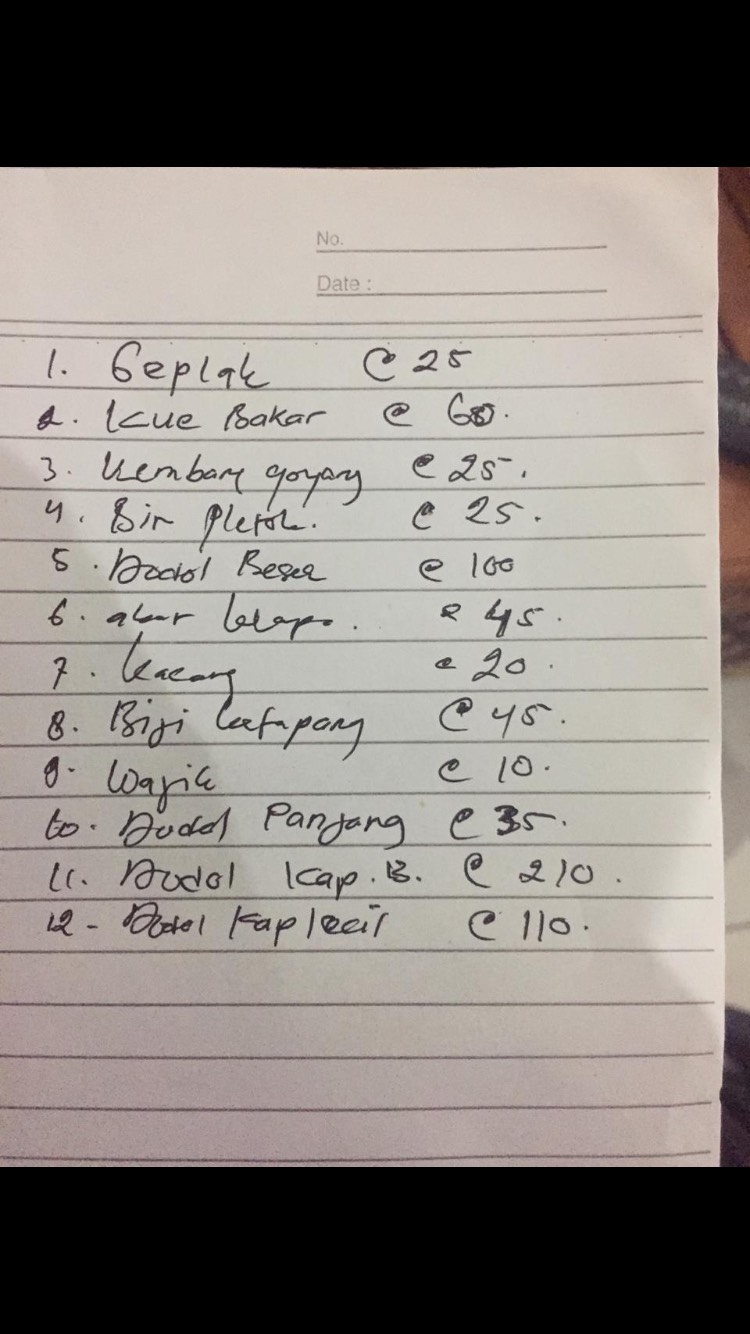 No.
Date :
1. Geplak @ 25
2. Kue Bakar @ 60.
3. Kembang goyang @ 25.
4. Bir Pletok. @ 25.
5. Dodol Besar @ 100
6. akar kelapa. @ 45.
7. Kacang @ 20.
8. Biji ketapang @ 45.
9. Wajik @ 10.
10. Dodol Panjang @ 35.
11. Dodol Kap. B. @ 210.
12 - Dodol Kap kecil @ 110.